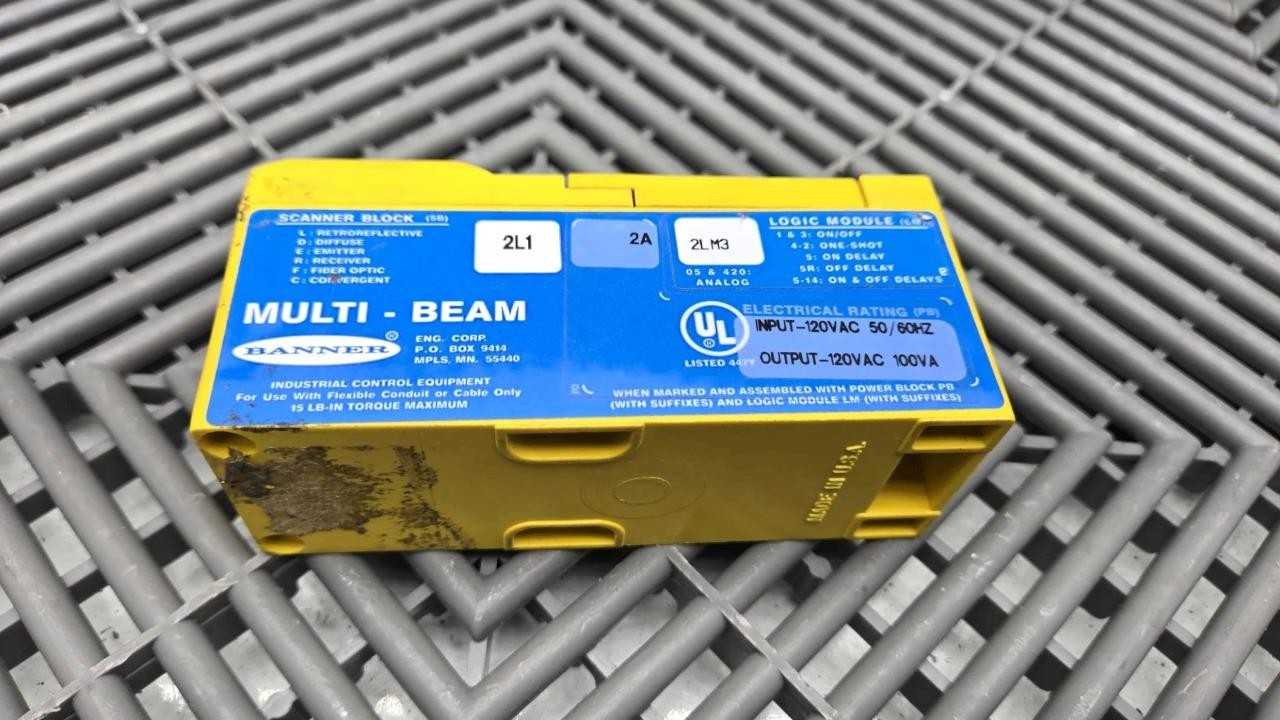 SCANNER BLOCK (SB)
L : RETROREFLECTIVE
D : DIFFUSE
E : EMITTER
R : RECEIVER
F : FIBER OPTIC
C : CONVERGENT
2L1
2A
2LM3
05 & 420:
ANALOG
LOGIC MODULE
1 & 3: ON/OFF
4-2: ONE-SHOT
5: ON DELAY
5R: OFF DELAY
5-14: ON & OFF DELAYS
MULTI - BEAM
BANNER ®
ENG. CORP.
P.O. BOX 9414
MPLS, MN. 55440
INDUSTRIAL CONTROL EQUIPMENT
For Use With Flexible Conduit or Cable Only
15 LB-IN TORQUE MAXIMUM
UL
LISTED
ELECTRICAL RATING (PB)
INPUT-120VAC 50/60HZ
OUTPUT-120VAC 100VA
WHEN MARKED AND ASSEMBLED WITH POWER BLOCK PB
(WITH SUFFIXES) AND LOGIC MODULE LM (WITH SUFFIXES)
MADE IN U.S.A.